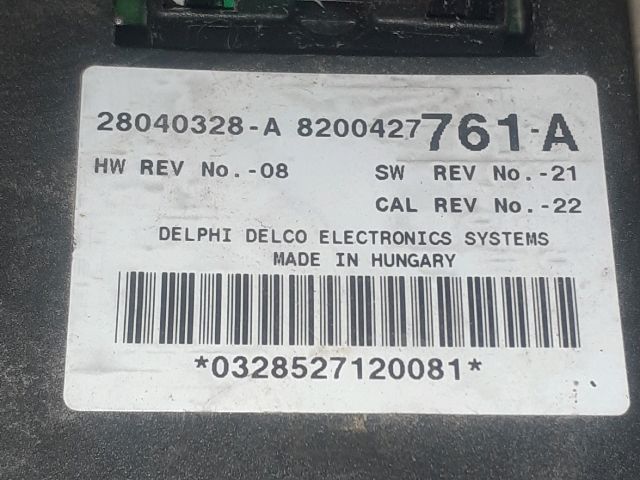 28040328-A 8200427761-A
HW REV No.-08 SW REV No.-21
CAL REV No.-22
DELPHI DELCO ELECTRONICS SYSTEMS
MADE IN HUNGARY
*0328527120081*